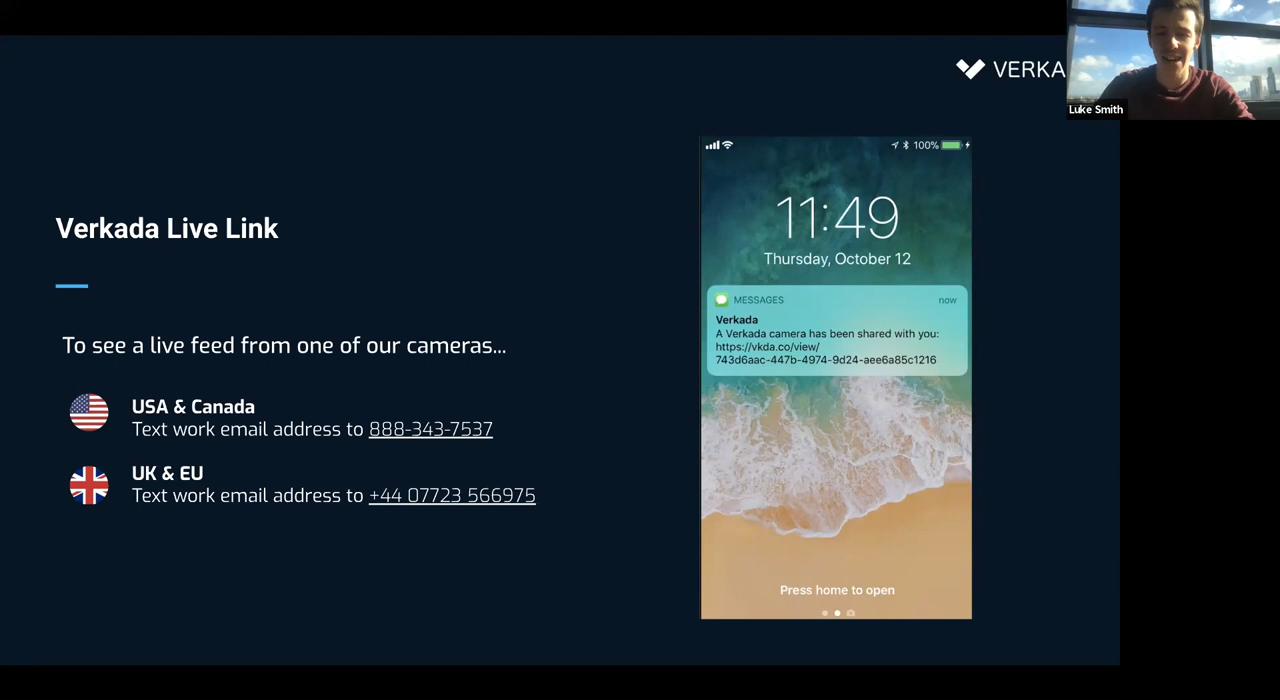 VERKA
Luke Smith
Verkada Live Link
To see a live feed from one of our cameras...
USA & Canada
Text work email address to 888-343-7537
UK & EU
Text work email address to +44 07723 566975
100%
11:49
Thursday, October 12
MESSAGES now
Verkada
A Verkada camera has been shared with you:
https://vkda.co/view/
743d6aac-447b-4974-9d24-aee6a85c1216
Press home to open